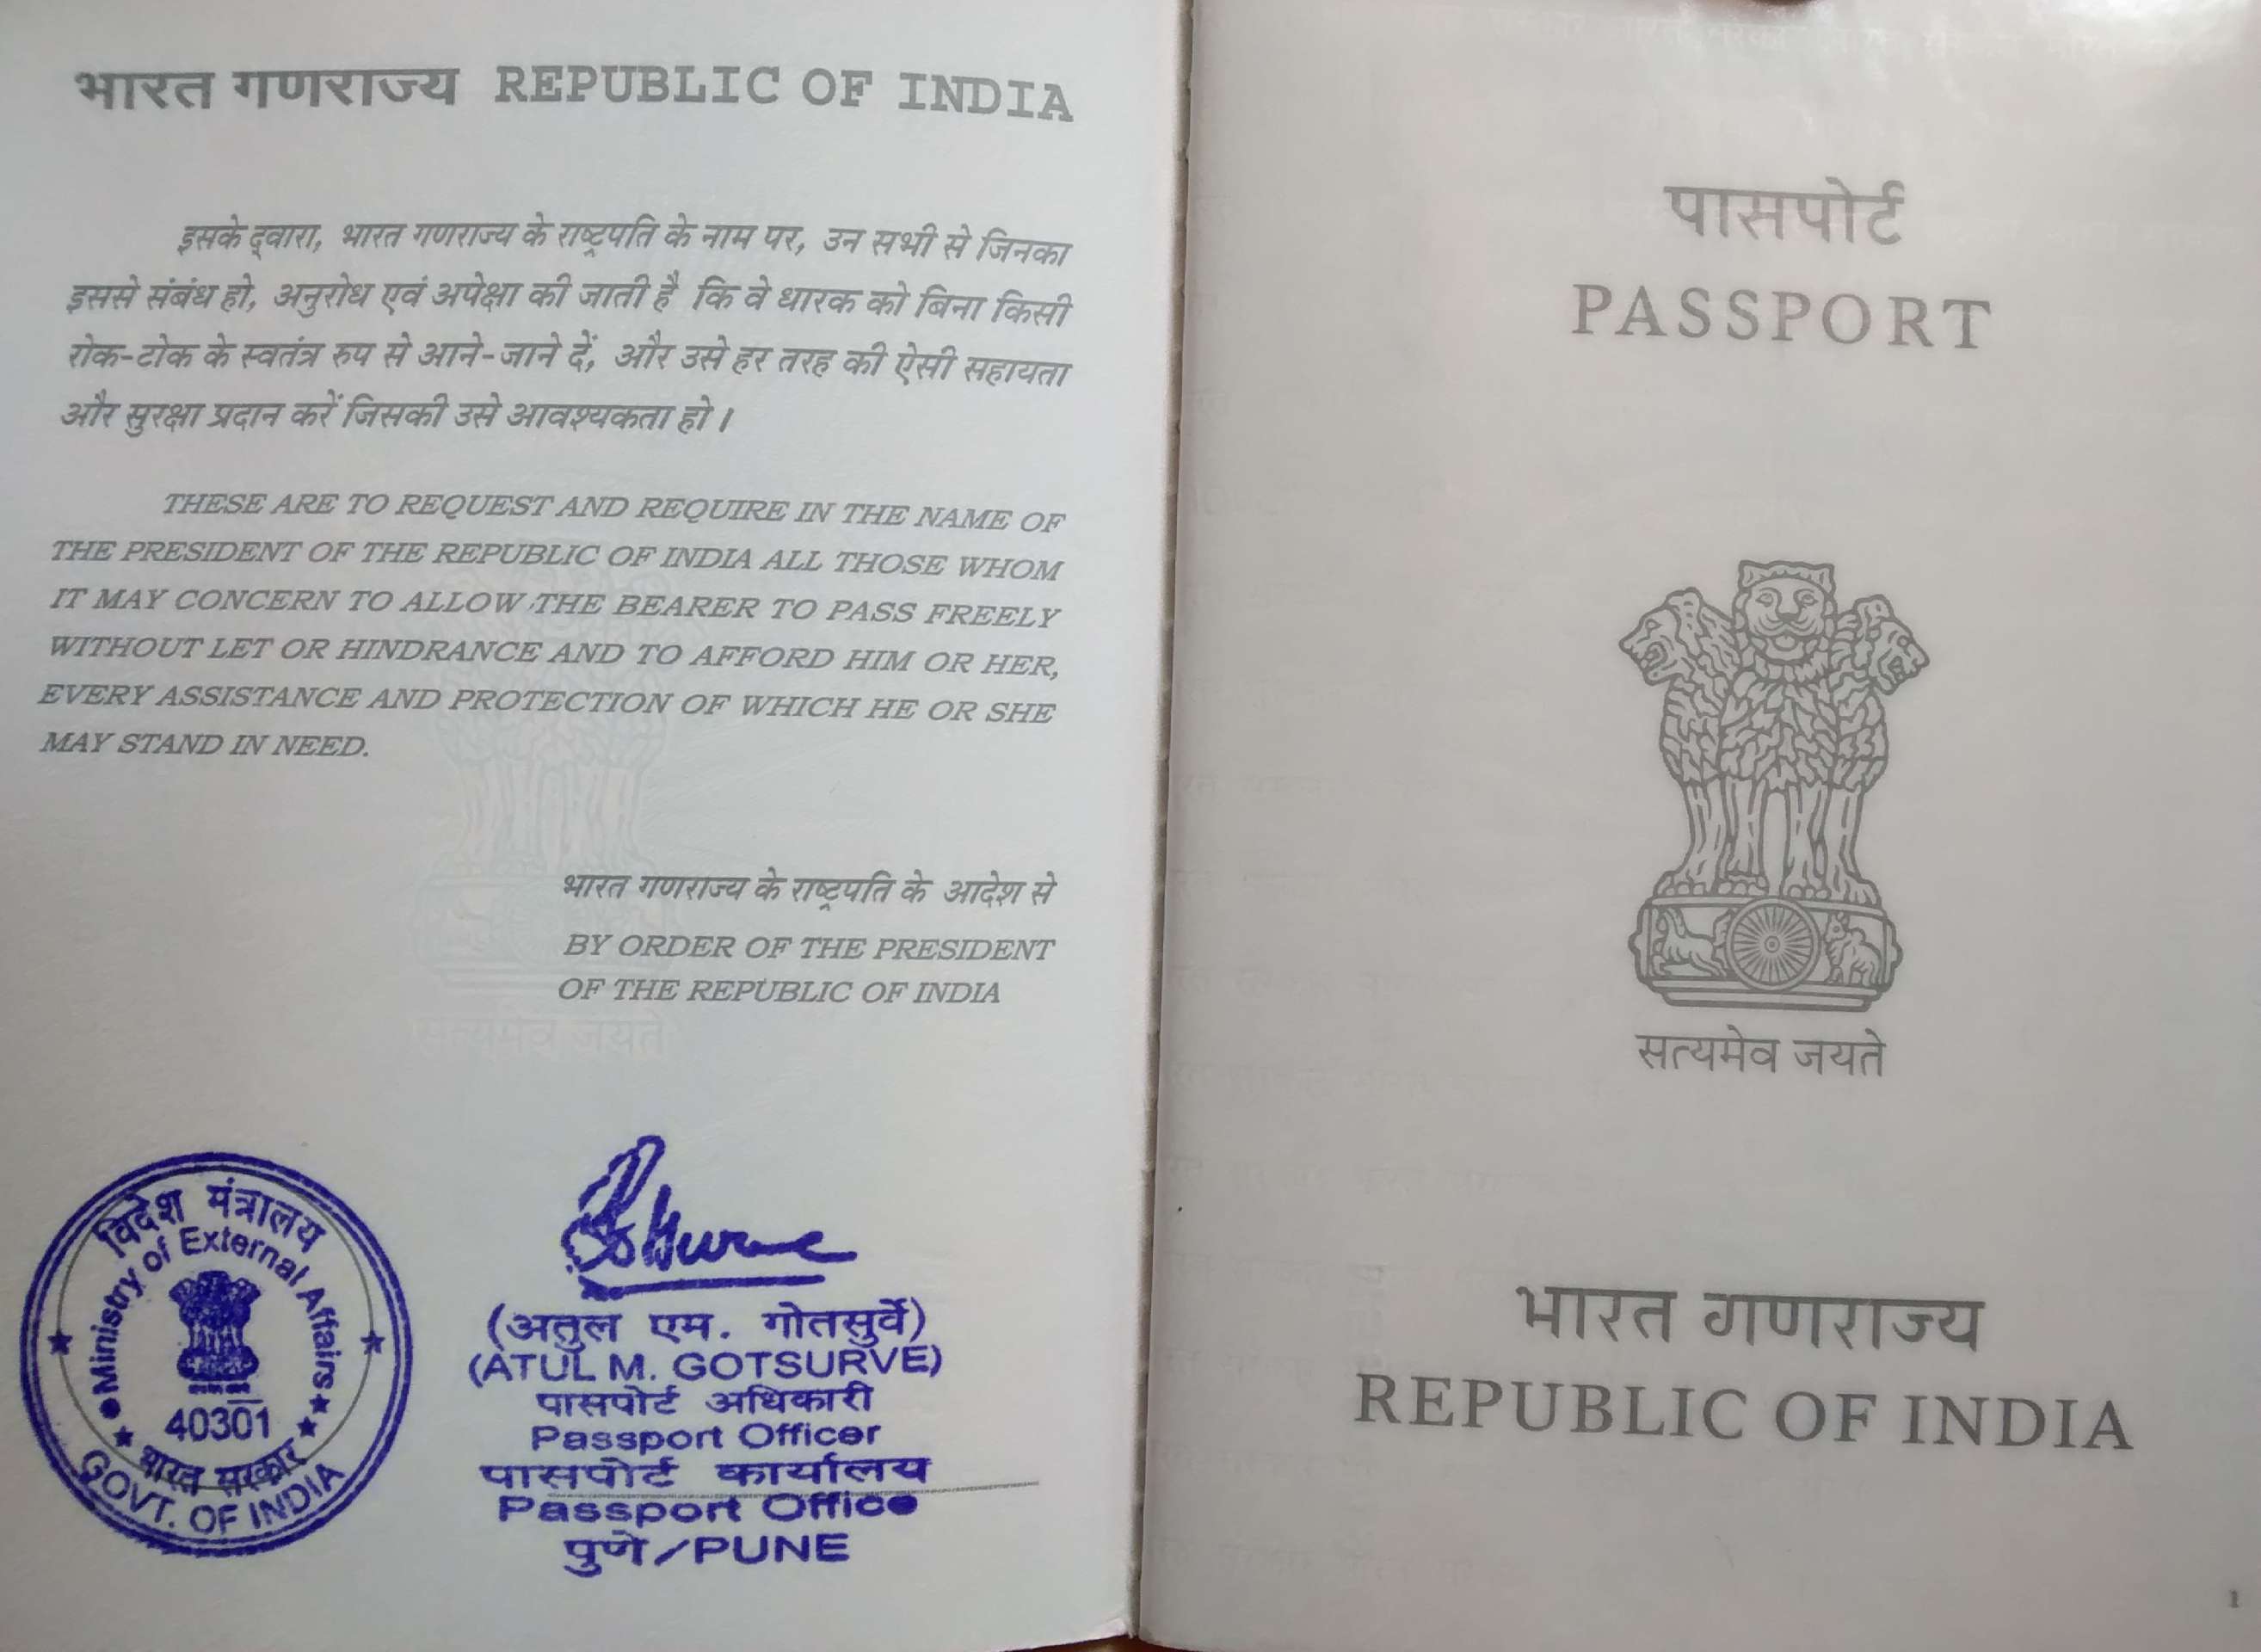 भारत गणराज्य REPUBLIC OF INDIA
इसके द्वारा, भारत गणराज्य के राष्ट्रपति के नाम पर, उन सभी से जिनका
इससे संबंध हो, अनुरोध एवं अपेक्षा की जाती है कि वे धारक को बिना किसी
रोक-टोक के स्वतंत्र रुप से आने-जाने दें, और उसे हर तरह की ऐसी सहायता
और सुरक्षा प्रदान करें जिसकी उसे आवश्यकता हो।
THESE ARE TO REQUEST AND REQUIRE IN THE NAME OF
THE PRESIDENT OF THE REPUBLIC OF INDIA ALL THOSE WHOM
IT MAY CONCERN TO ALLOW THE BEARER TO PASS FREELY
WITHOUT LET OR HINDRANCE AND TO AFFORD HIM OR HER,
EVERY ASSISTANCE AND PROTECTION OF WHICH HE OR SHE
MAY STAND IN NEED.
भारत गणराज्य के राष्ट्रपति के आदेश से
BY ORDER OF THE PRESIDENT
OF THE REPUBLIC OF INDIA
सत्यमेव जयते
विदेश मंत्रालय
Ministry of External Affairs
40301
भारत सरकार
GOVT. OF INDIA
(अतुल एम. गोतसुर्वे)
(ATUL M. GOTSURVE)
पासपोर्ट अधिकारी
Passport Officer
पासपोर्ट कार्यालय
Passport Office
पुणे/PUNE
पासपोर्ट
PASSPORT
सत्यमेव जयते
भारत गणराज्य
REPUBLIC OF INDIA
1